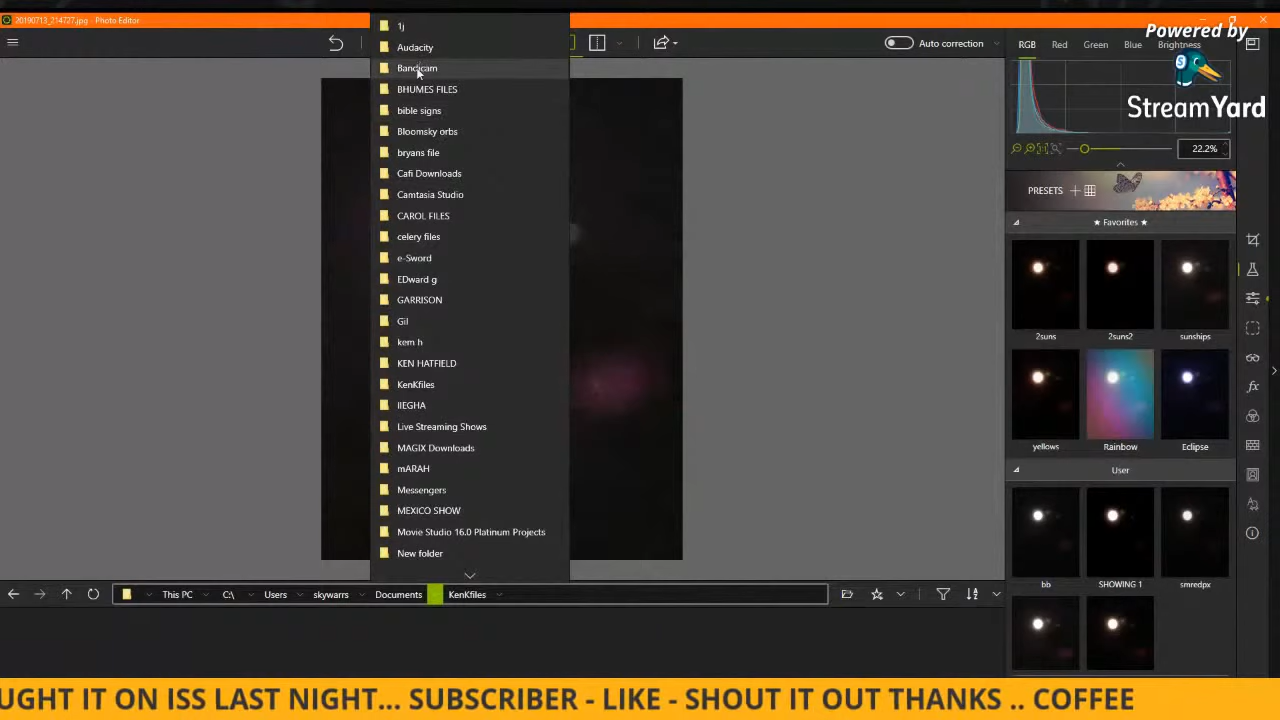 20190713_214727.jpg - Photo Editor
Powered by
StreamYard
Auto correction
RGB Red Green Blue Brightness
22.2%
PRESETS
★ Favorites ★
2suns 2suns2 sunships
yellows Rainbow Eclipse
User
bb SHOWING 1 smredpx
1j
Audacity
Bandicam
BHUMES FILES
bible signs
Bloomsky orbs
bryans file
Cafi Downloads
Camtasia Studio
CAROL FILES
celery files
e-Sword
EDward g
GARRISON
Gil
kem h
KEN HATFIELD
KenKfiles
lIEGHA
Live Streaming Shows
MAGIX Downloads
mARAH
Messengers
MEXICO SHOW
Movie Studio 16.0 Platinum Projects
New folder
This PC C:\ Users skywarrs Documents KenKfiles
UGHT IT ON ISS LAST NIGHT... SUBSCRIBER - LIKE - SHOUT IT OUT THANKS .. COFFEE